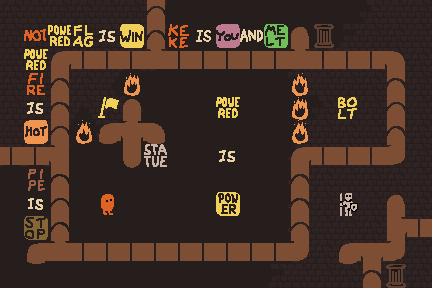 NOT POWERED FLAG IS WIN KEKE IS YOU AND MELT
POWERED
FIRE
IS
HOT
PIPE
IS
STOP
STATUE
POWERED
IS
POWER
BOLT